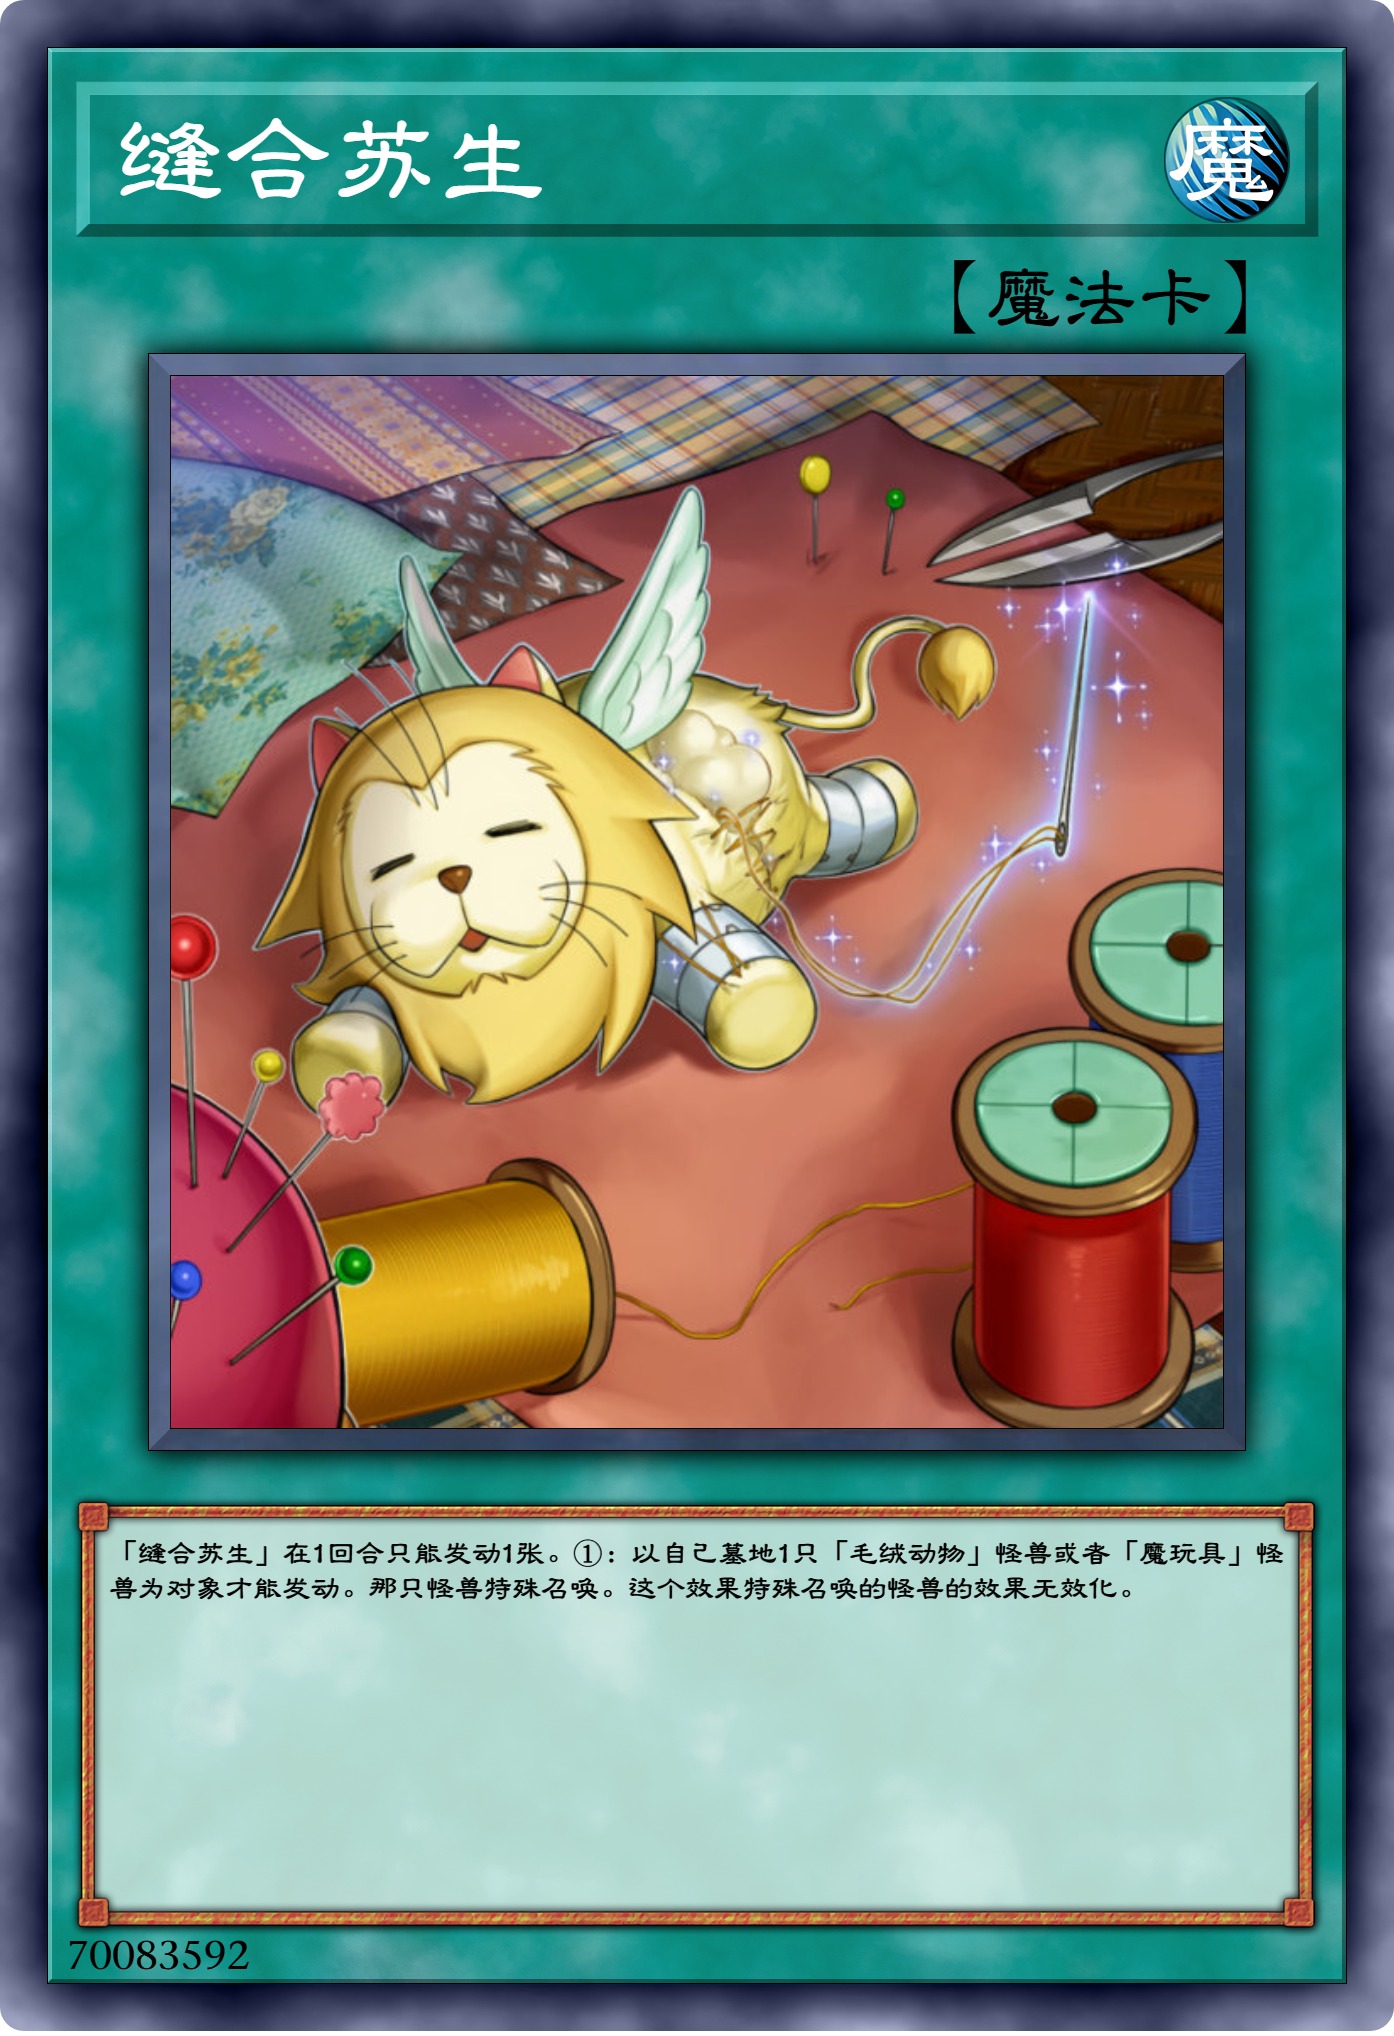 缝合苏生
魔
【魔法卡】
「缝合苏生」在1回合只能发动1张。①：以自己墓地1只「毛绒动物」怪兽或者「魔玩具」怪
兽为对象才能发动。那只怪兽特殊召唤。这个效果特殊召唤的怪兽的效果无效化。
70083592